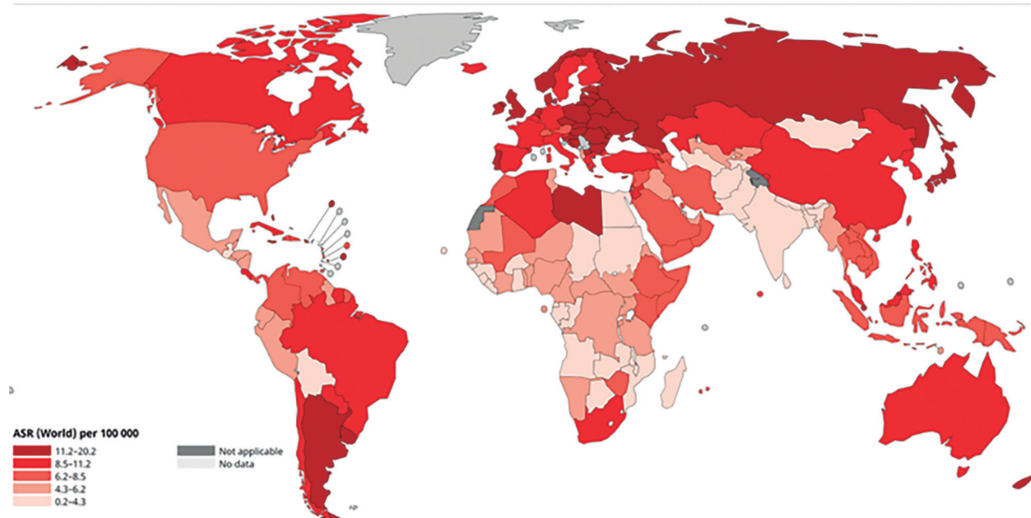 ASR (World) per 100 000
11.2–20.2
8.5–11.2
6.2–8.5
4.3–6.2
0.2–4.3
Not applicable
No data